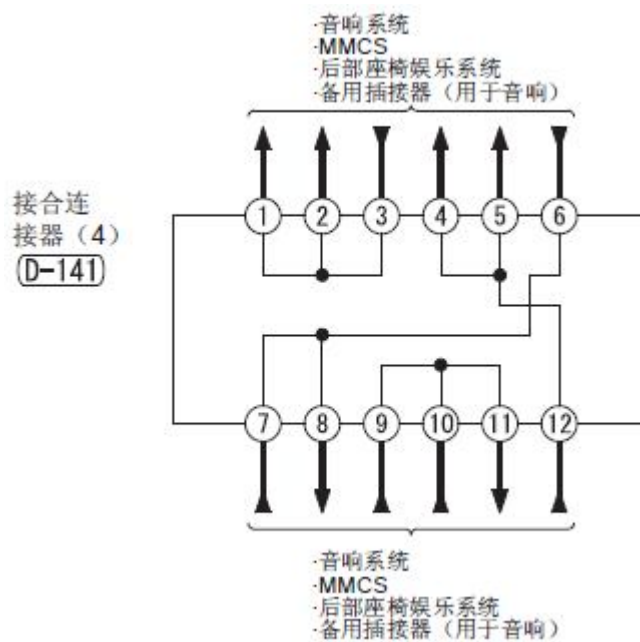 ·音响系统
·MMCS
·后部座椅娱乐系统
·备用插接器（用于音响）
接合连
接器（4）
D-141
1 2 3 4 5 6
7 8 9 10 11 12
·音响系统
·MMCS
·后部座椅娱乐系统
·备用插接器（用于音响）